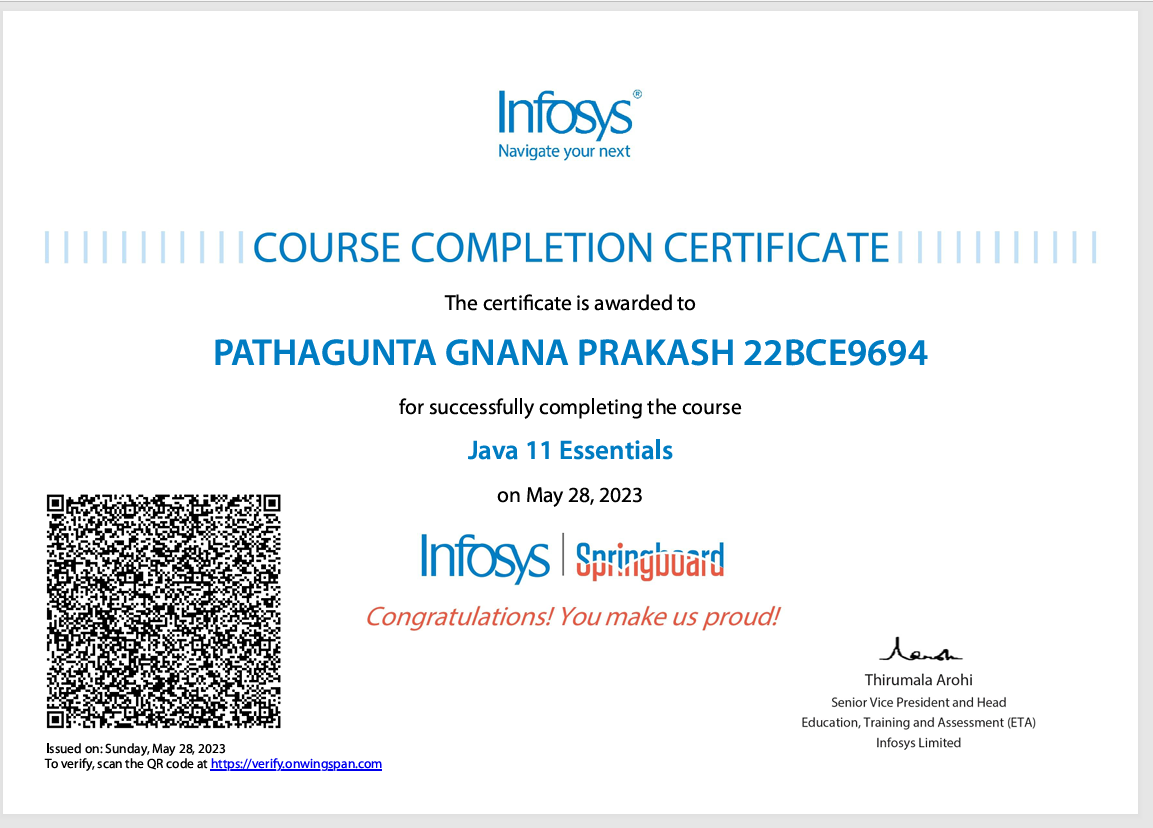 Infosys®
Navigate your next
COURSE COMPLETION CERTIFICATE
The certificate is awarded to
PATHAGUNTA GNANA PRAKASH 22BCE9694
for successfully completing the course
Java 11 Essentials
on May 28, 2023
Infosys | Springboard
Congratulations! You make us proud!
Thirumala Arohi
Senior Vice President and Head
Education, Training and Assessment (ETA)
Infosys Limited
Issued on: Sunday, May 28, 2023
To verify, scan the QR code at https://verify.onwingspan.com